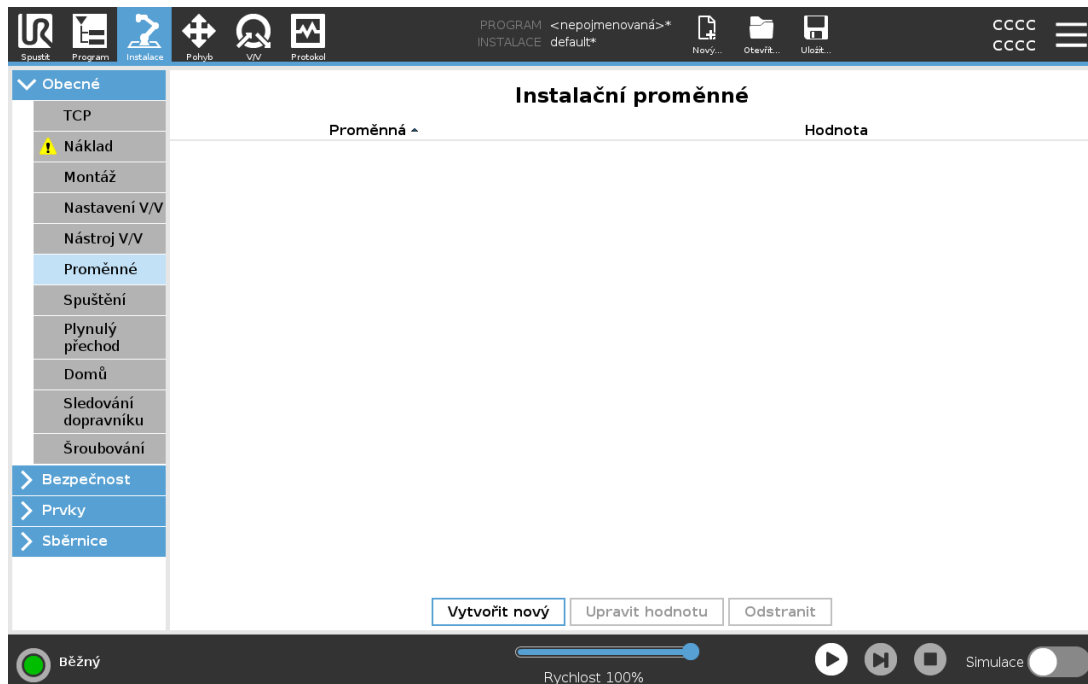 PROGRAM <nepojmenovaná>*
INSTALACE default*
CCCC
CCCC
Spustit Program Instalace Pohyb V/V Protokol Nový... Otevřít... Uložit...
Obecné
TCP
Náklad
Montáž
Nastavení V/V
Nástroj V/V
Proměnné
Spuštění
Plynulý
přechod
Domů
Sledování
dopravníku
Šroubování
Bezpečnost
Prvky
Sběrnice
Instalační proměnné
Proměnná Hodnota
Vytvořit nový Upravit hodnotu Odstranit
Běžný
Rychlost 100%
Simulace